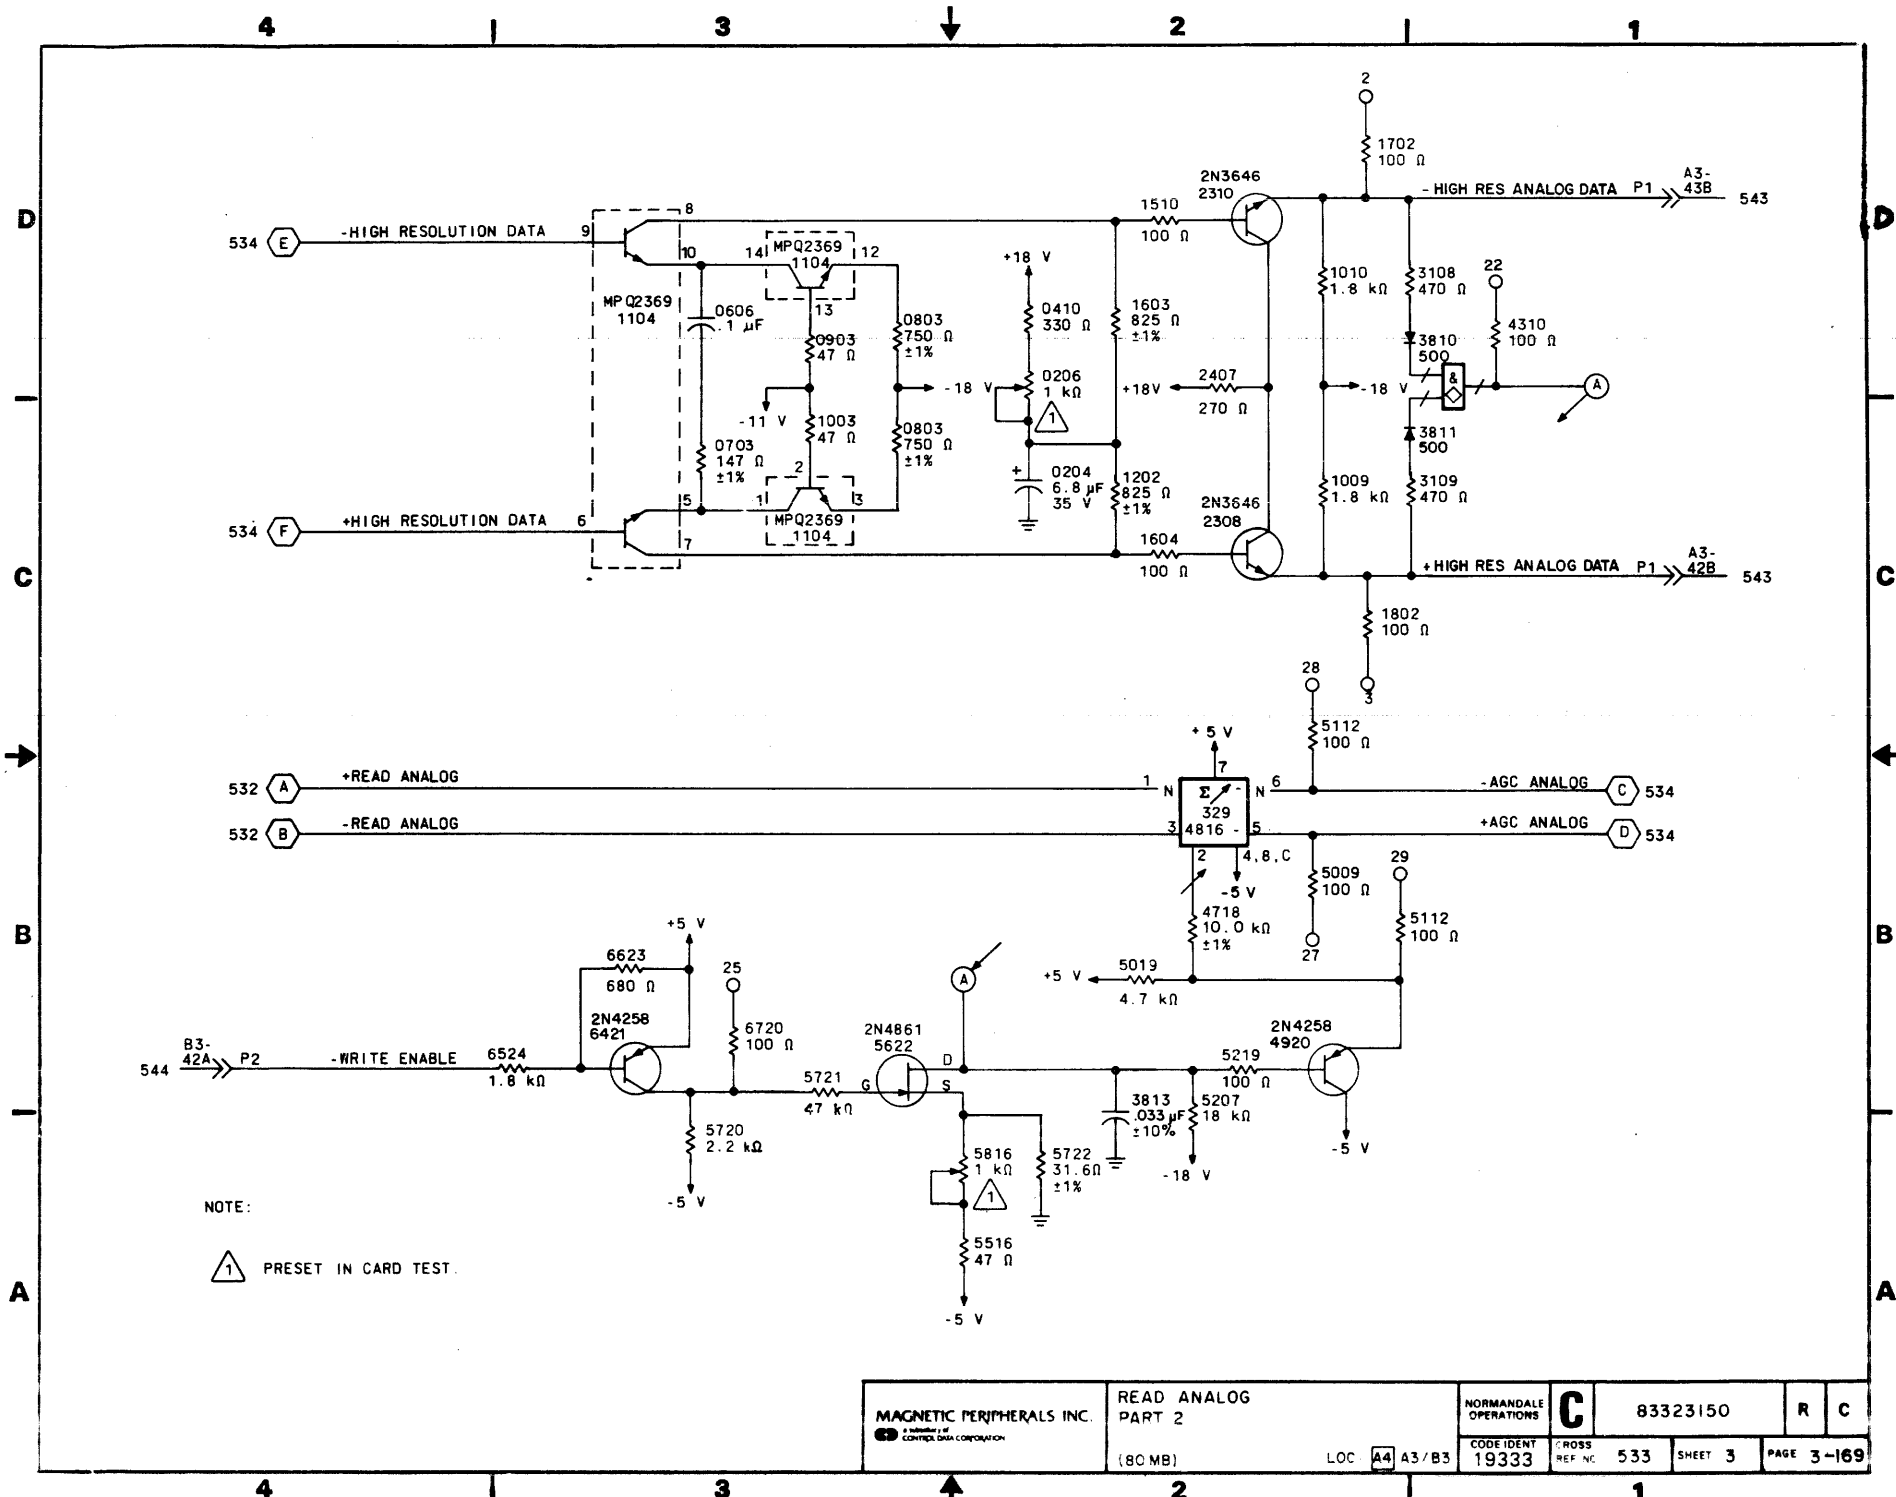 4 3 2 1
2
1702
100 Ω
2N3646
2310
-HIGH RES ANALOG DATA P1 A3-
43B 543
D D
534 E -HIGH RESOLUTION DATA 9
8
10
14 MPQ2369
1104
12
13
1510
100 Ω
+18 V
MPQ2369
1104
0606
.1 µF
0903
47 Ω
0803
750 Ω
±1%
0410
330 Ω
1603
825 Ω
±1%
1010
1.8 kΩ
3108
470 Ω
22
4310
100 Ω
3810
500
-18 V
0206
1 kΩ
1
+18V
2407
270 Ω
-18 V
&
A
-11 V
1003
47 Ω
0803
750 Ω
±1%
3811
500
0703
147 Ω
±1%
2
+
0204
6.8 µF
35 V
1202
825 Ω
±1%
1009
1.8 kΩ
3109
470 Ω
2N3646
2308
534 F +HIGH RESOLUTION DATA 6
5
7
1
MPQ2369
1104
3
1604
100 Ω
+HIGH RES ANALOG DATA P1 A3-
42B 543
C C
1802
100 Ω
3
28
5112
100 Ω
+5 V
7
532 A +READ ANALOG 1 N
Σ -
329
4816 -
N 6 -AGC ANALOG C 534
532 B -READ ANALOG 3
5 +AGC ANALOG D 534
2
4,8,C
-5 V
5009
100 Ω
27
29
5112
100 Ω
4718
10.0 kΩ
±1%
B B
+5 V
6623
680 Ω
25
6720
100 Ω
A
+5 V
5019
4.7 kΩ
2N4258
6421
2N4861
5622
2N4258
4920
544 B3-
42A P2 -WRITE ENABLE 6524
1.8 kΩ
5721
47 kΩ
G D S
5219
100 Ω
5720
2.2 kΩ
-5 V
3813
.033 µF
±10%
5207
18 kΩ
-18 V
-5 V
5816
1 kΩ
1
5722
31.6Ω
±1%
5516
47 Ω
-5 V
NOTE:
1 PRESET IN CARD TEST.
A A
MAGNETIC PERIPHERALS INC.
a subsidiary of
CONTROL DATA CORPORATION
READ ANALOG
PART 2
(80 MB) LOC A4 A3/B3
NORMANDALE
OPERATIONS
C 83323150 R C
CODE IDENT
19333
CROSS
REF NO 533 SHEET 3 PAGE 3-169
4 3 2 1